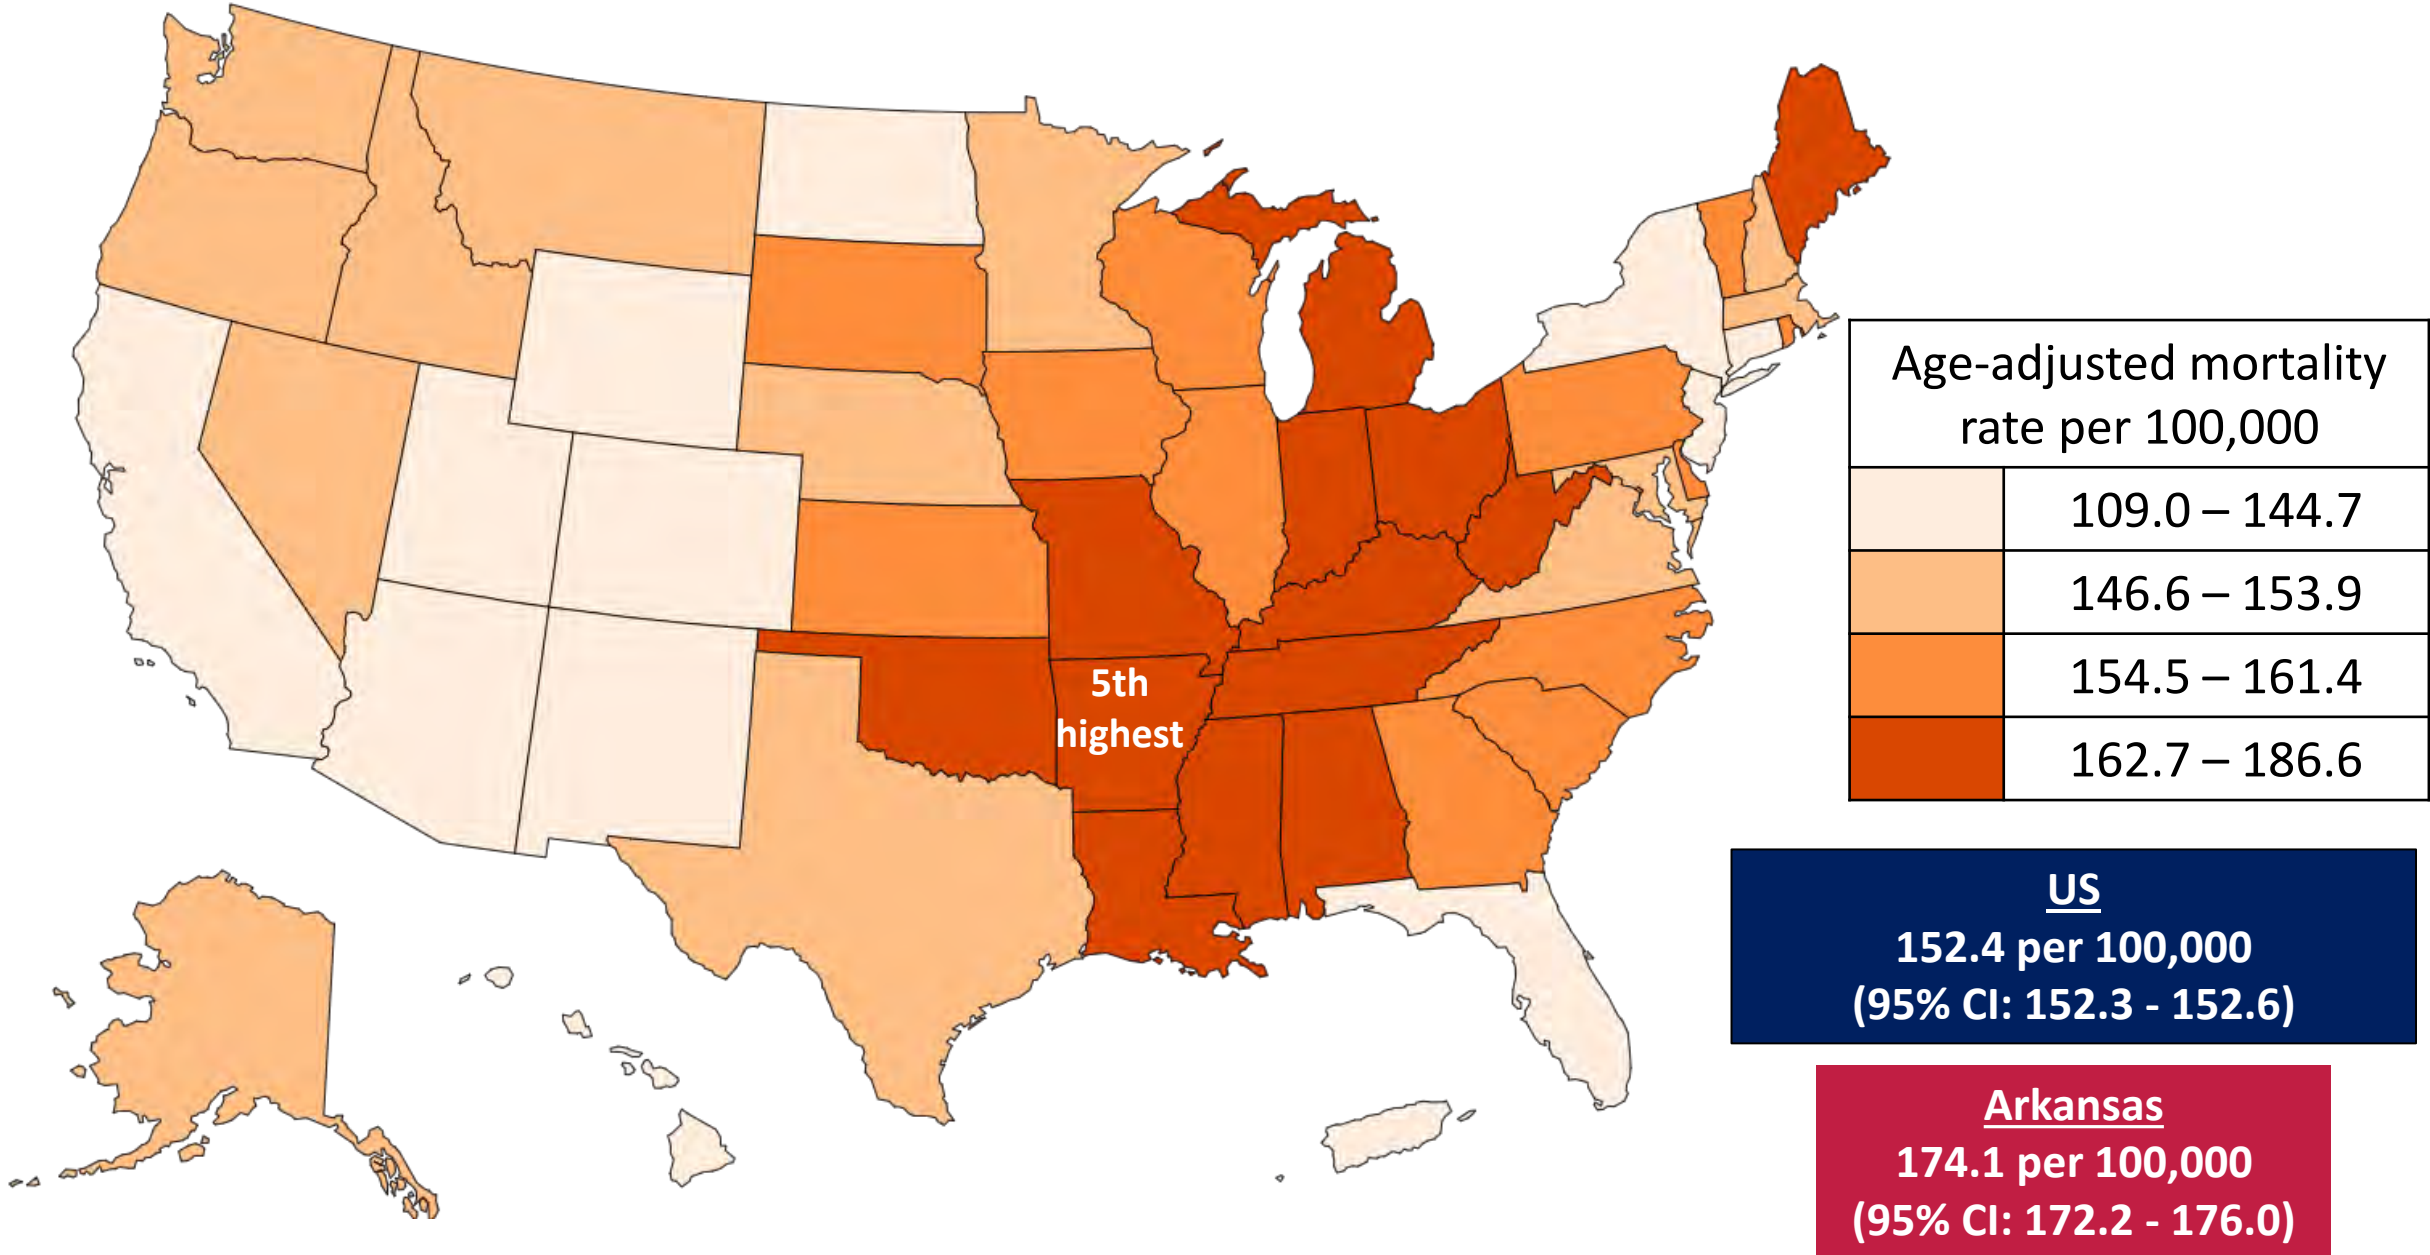 5th
highest
Age-adjusted mortality
rate per 100,000
109.0 – 144.7
146.6 – 153.9
154.5 – 161.4
162.7 – 186.6
US
152.4 per 100,000
(95% CI: 152.3 - 152.6)
Arkansas
174.1 per 100,000
(95% CI: 172.2 - 176.0)